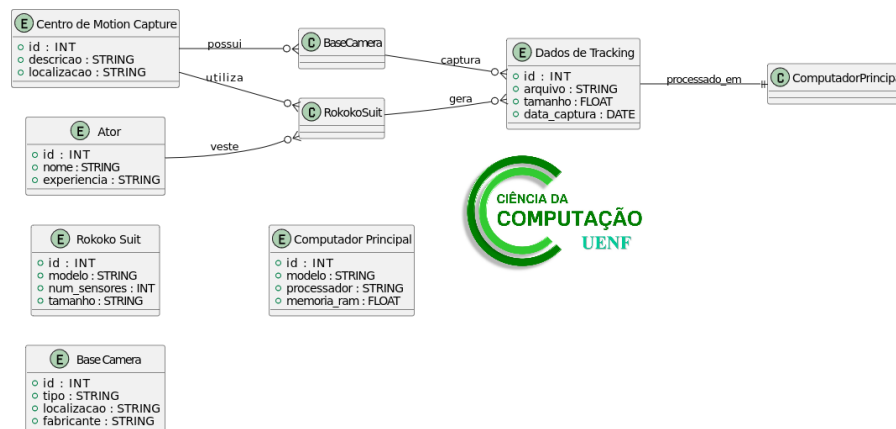 E Centro de Motion Capture
id : INT
descricao : STRING
localizacao : STRING
possui
utiliza
C BaseCamera
captura
C RokokoSuit
gera
E Dados de Tracking
id : INT
arquivo : STRING
tamanho : FLOAT
data_captura : DATE
processado_em
C ComputadorPrincipa
E Ator
id : INT
nome : STRING
experiencia : STRING
veste
CIÊNCIA DA
COMPUTAÇÃO
UENF
E Rokoko Suit
id : INT
modelo : STRING
num_sensores : INT
tamanho : STRING
E Computador Principal
id : INT
modelo : STRING
processador : STRING
memoria_ram : FLOAT
E Base Camera
id : INT
tipo : STRING
localizacao : STRING
fabricante : STRING